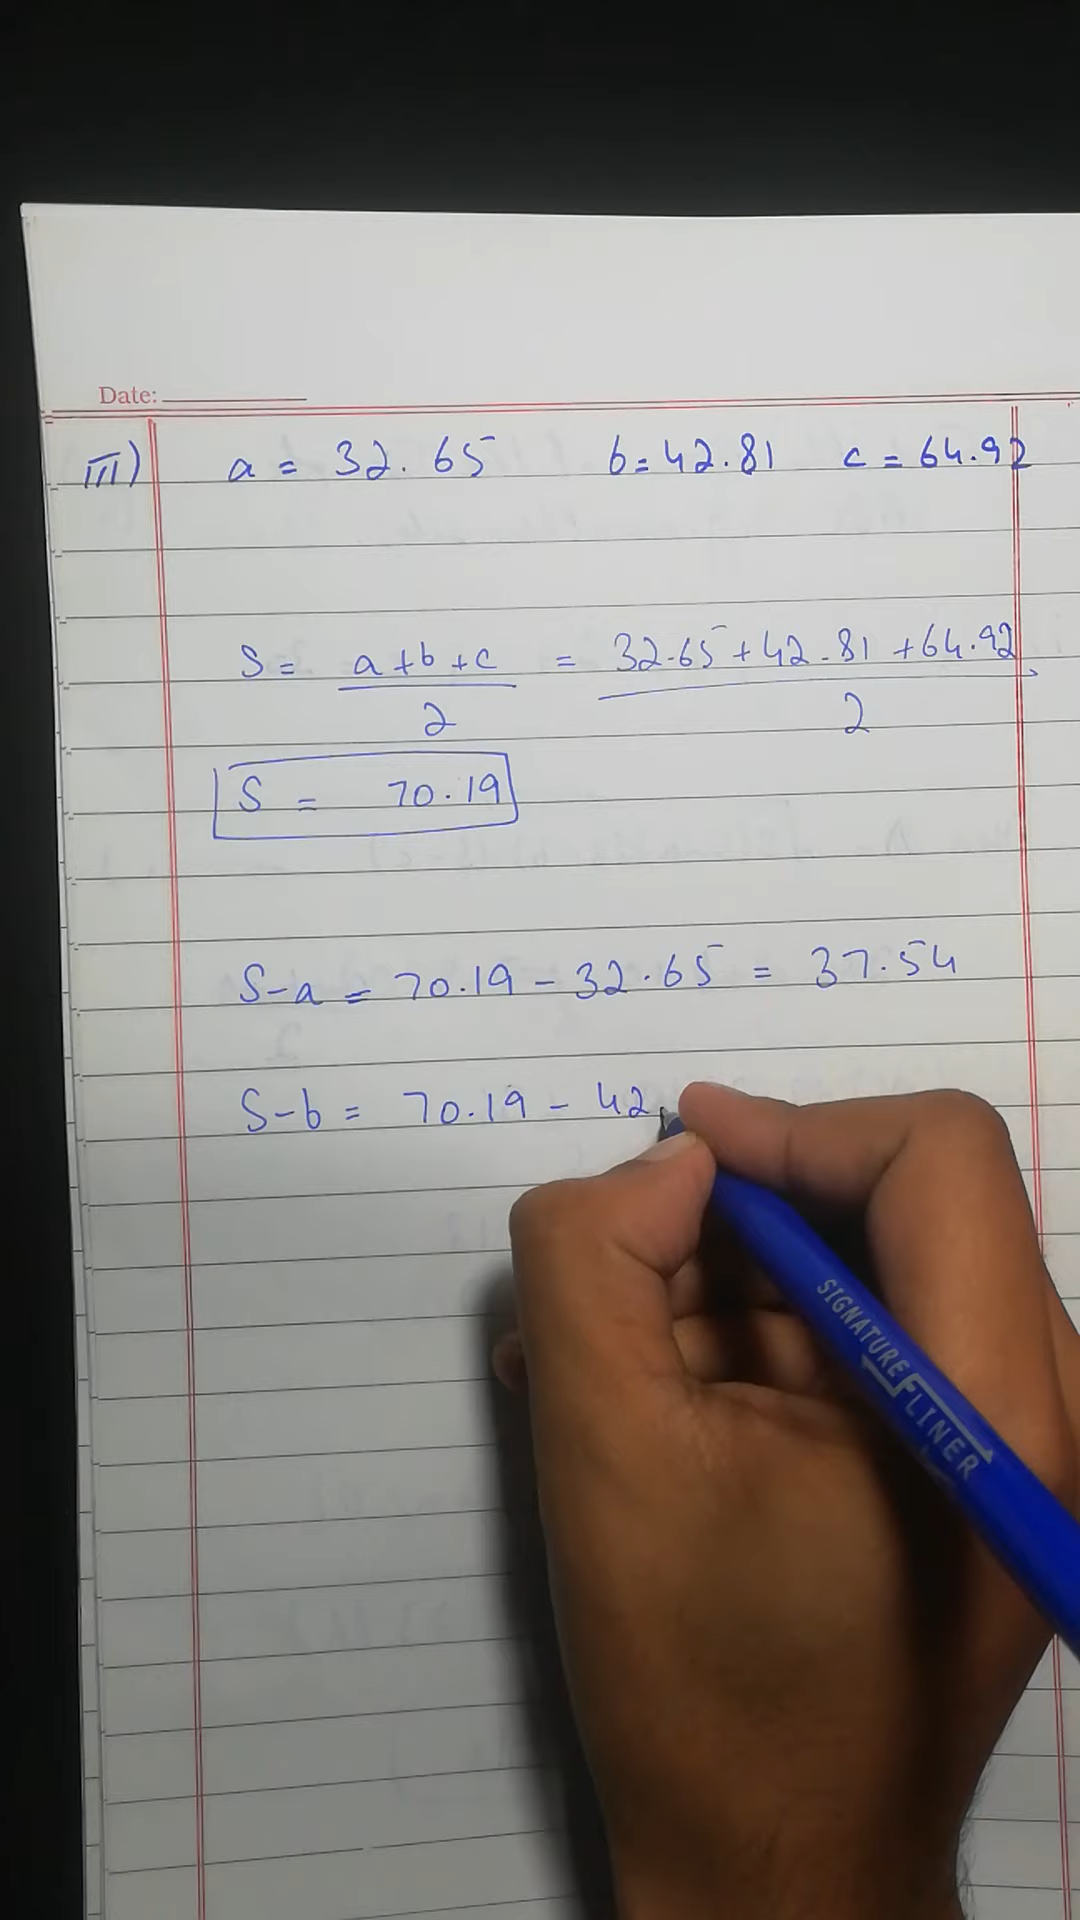 Date:
III) a = 32.65 b = 42.81 c = 64.92
S = a+b+c / 2 = 32.65+42.81+64.92 / 2
S = 70.19
S-a = 70.19 - 32.65 = 37.54
S-b = 70.19 - 42.
SIGNATURE FLINER